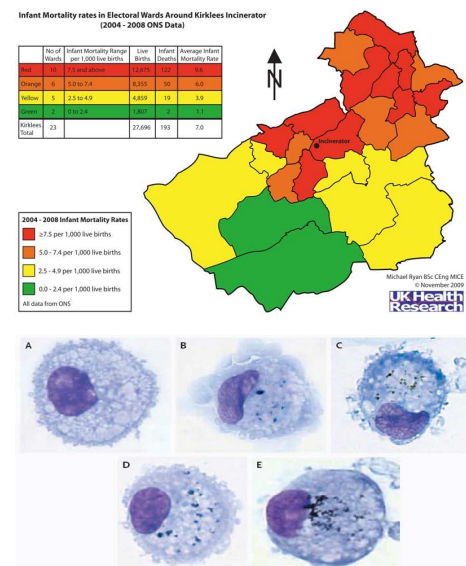 Infant Mortality rates in Electoral Wards Around Kirklees Incinerator
(2004 - 2008 ONS Data)
No of Wards Infant Mortality Range per 1,000 live births Live Births Infant Deaths Average Infant Mortality Rate
Red 10 7.5 and above 12,675 122 9.6
Orange 6 5.0 to 7.4 8,355 50 6.0
Yellow 5 2.5 to 4.9 4,859 19 3.9
Green 2 0 to 2.4 1,807 2 1.1
Kirklees Total 23 27,696 193 7.0
N
Incinerator
2004 - 2008 Infant Mortality Rates
≥7.5 per 1,000 live births
5.0 - 7.4 per 1,000 live births
2.5 - 4.9 per 1,000 live births
0.0 - 2.4 per 1,000 live births
All data from ONS
Michael Ryan BSc CEng MICE
© November 2009
UK Health
Research
A
B
C
D
E